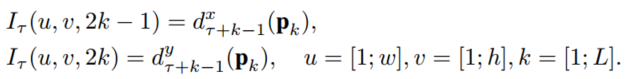 I_τ(u, v, 2k − 1) = d^x_{τ+k−1}(p_k),
I_τ(u, v, 2k) = d^y_{τ+k−1}(p_k), u = [1; w], v = [1; h], k = [1; L].